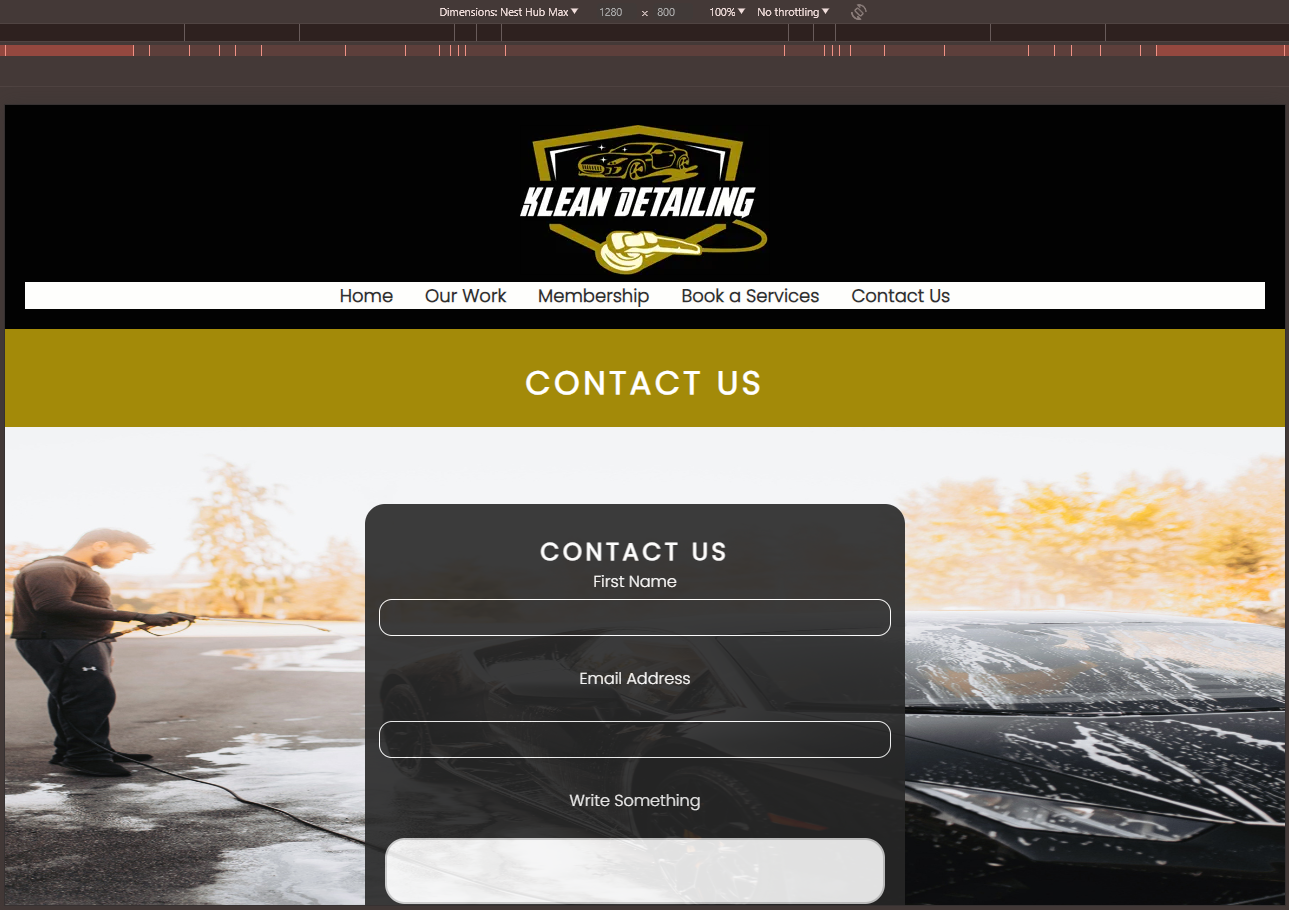 Dimensions: Nest Hub Max ▼ 1280 x 800 100% ▼ No throttling ▼
KLEAN DETAILING
Home Our Work Membership Book a Services Contact Us
CONTACT US
CONTACT US
First Name
Email Address
Write Something